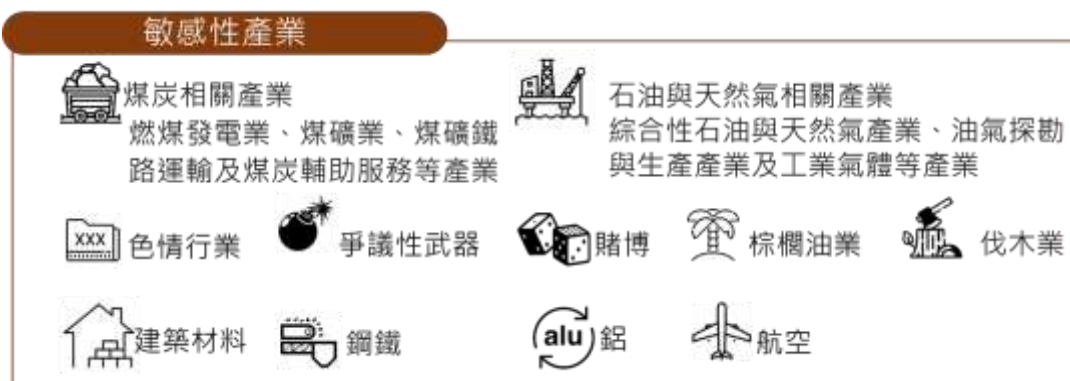 敏感性產業
煤炭相關產業
燃煤發電業、煤礦業、煤礦鐵
路運輸及煤炭輔助服務等產業
石油與天然氣相關產業
綜合性石油與天然氣產業、油氣探勘
與生產產業及工業氣體等產業
XXX 色情行業
爭議性武器
賭博
棕櫚油業
伐木業
建築材料
鋼鐵
alu 鋁
航空